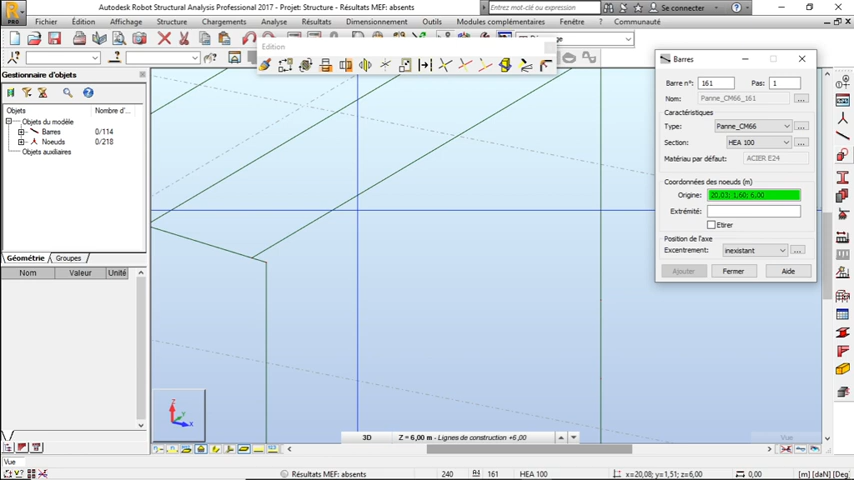 Autodesk Robot Structural Analysis Professional 2017 - Projet: Structure - Résultats MEF: absents
Entrez mot-clé ou expression
Se connecter
PRO
Fichier Edition Affichage Structure Chargements Analyse Résultats Dimensionnement Outils Modules complémentaires Fenêtre ? Communauté
Edition
Gestionnaire d'objets
Objets Nombre d'...
Objets du modèle
Barres 0/114
Noeuds 0/218
Objets auxiliaires
Géométrie Groupes
Nom Valeur Unité
Barres
Barre n°: 161 Pas: 1
Nom: Panne_CM66_161
Caractéristiques
Type: Panne_CM66
Section: HEA 100
Matériau par défaut: ACIER E24
Coordonnées des noeuds (m)
Origine: 20,03; 1,60; 6,00
Extrémité:
Etirer
Position de l'axe
Excentrement: inexistant
Ajouter Fermer Aide
Z
Y
X
3D Z = 6,00 m - Lignes de construction +6,00
Vue
Vue
Résultats MEF: absents 240 161 HEA 100 x=20,08; y=1,51; z=6,00 0,00 [m] [daN] [Deg]